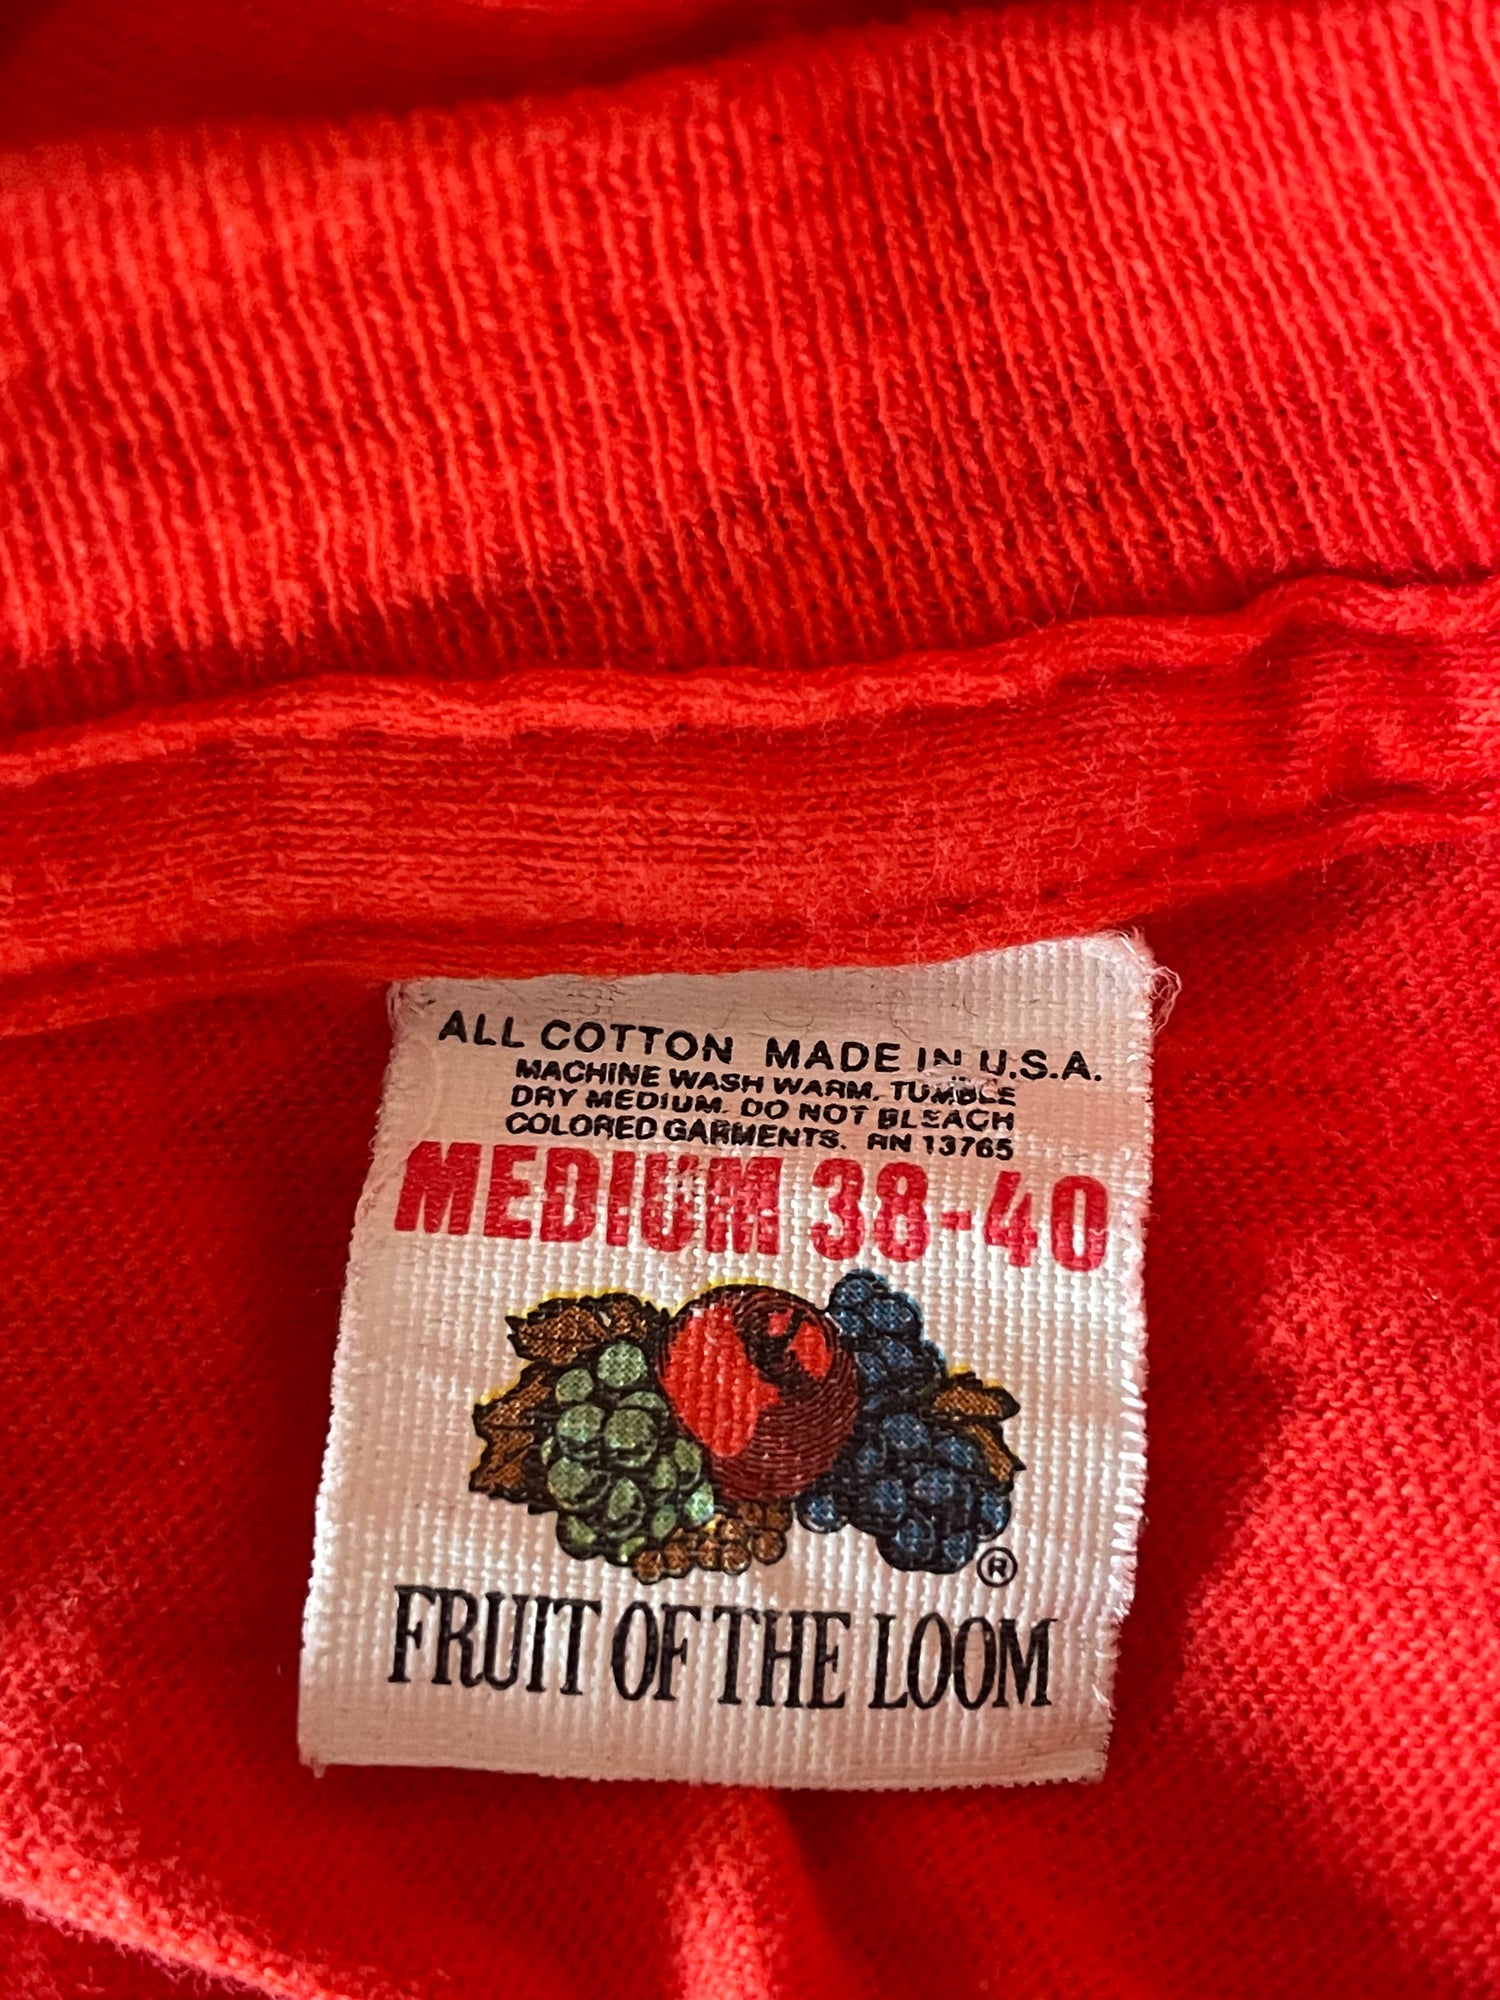 ALL COTTON MADE IN U.S.A.
MACHINE WASH WARM. TUMBLE
DRY MEDIUM. DO NOT BLEACH
COLORED GARMENTS. RN 13765
MEDIUM 38-40
®
FRUIT OF THE LOOM